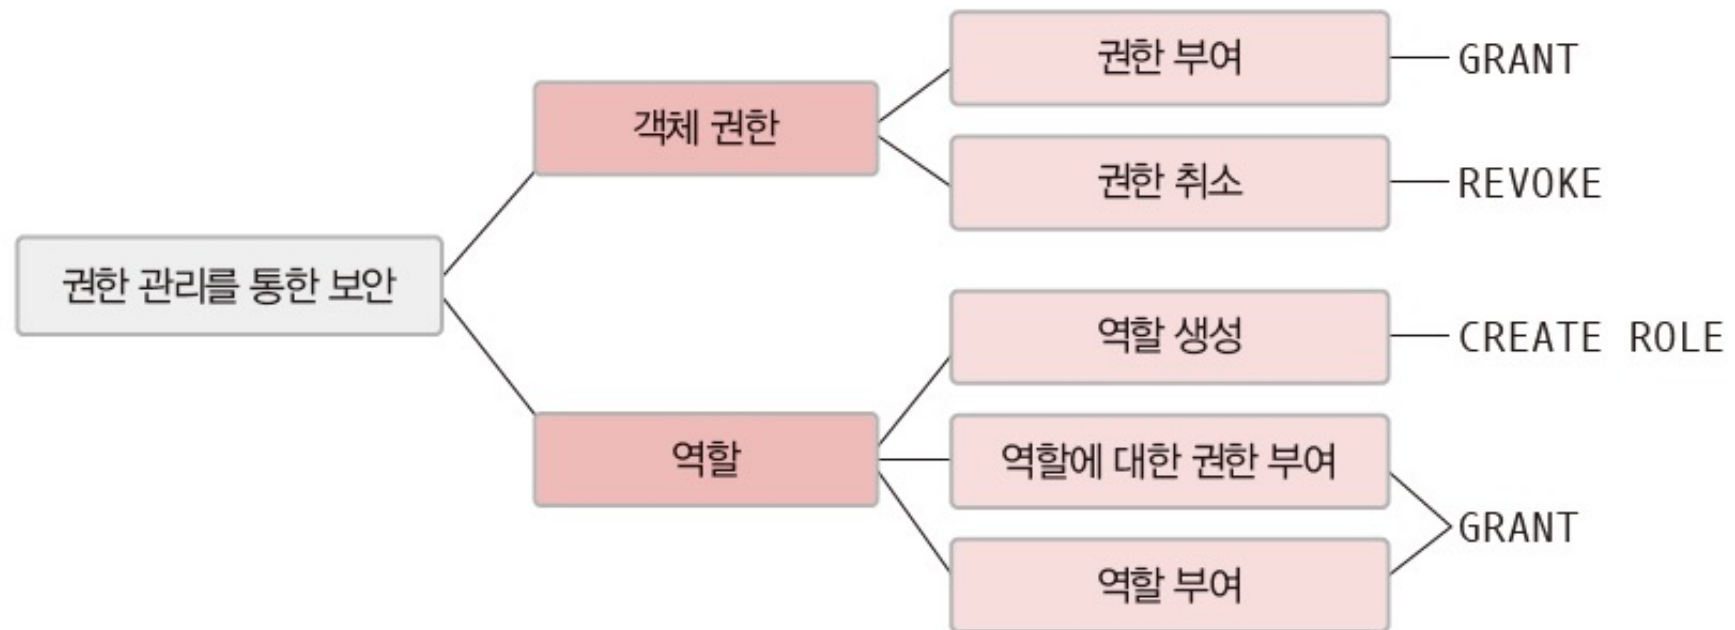 권한 부여
GRANT
객체 권한
권한 취소
REVOKE
권한 관리를 통한 보안
역할 생성
CREATE ROLE
역할
역할에 대한 권한 부여
GRANT
역할 부여